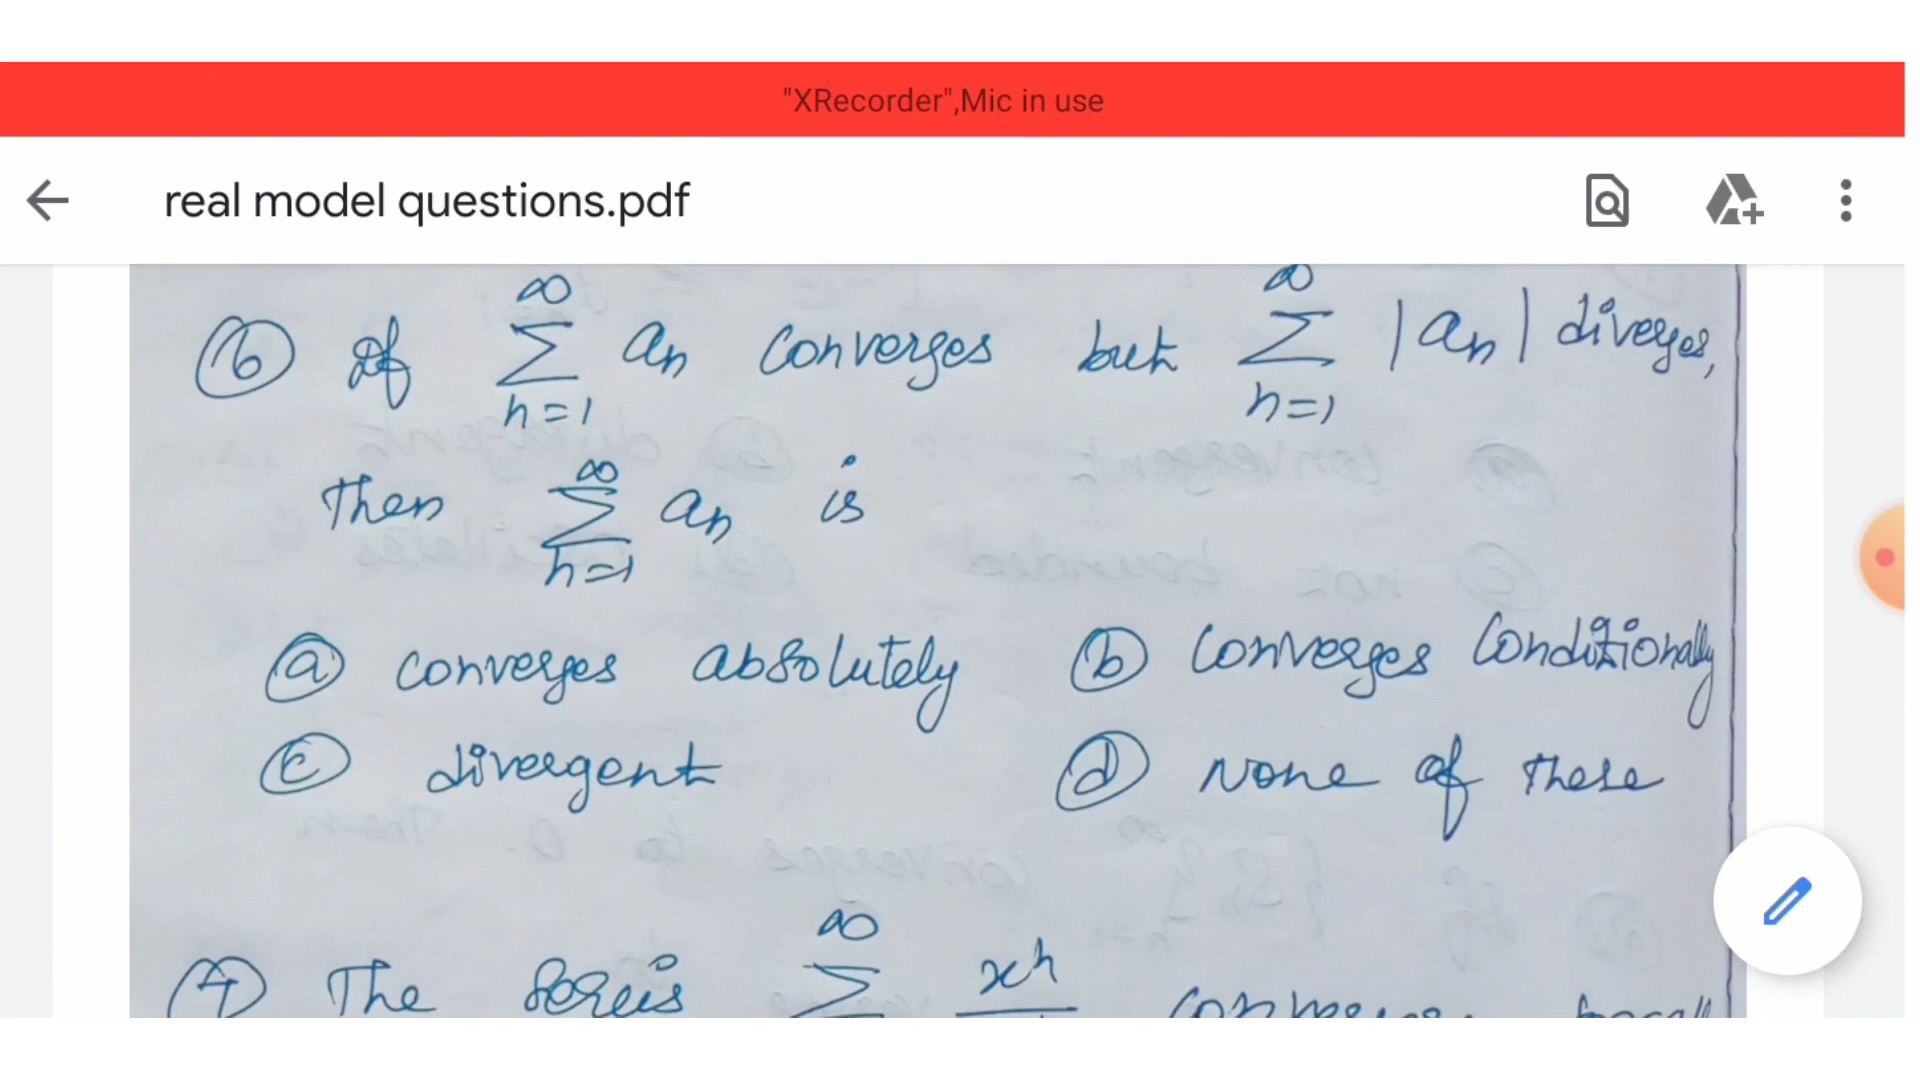 "XRecorder",Mic in use
real model questions.pdf
⑥ If ∞∑n=1 an converges but ∞∑n=1 |an| diverges,
Then ∞∑n=1 an is
ⓐ converges absolutely ⓑ Converges Conditionally
ⓒ divergent ⓓ None of these
⑦ The Sereis ∞∑ xn